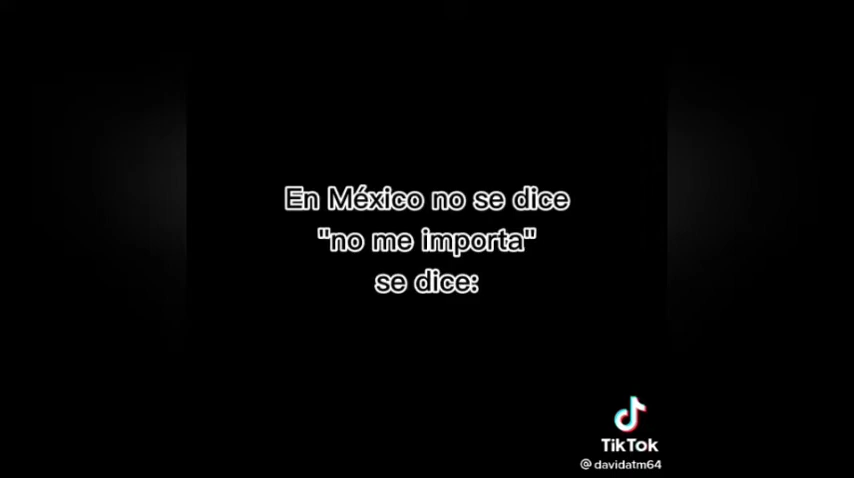 En México no se dice
"no me importa"
se dice:
TikTok
@davidatm64